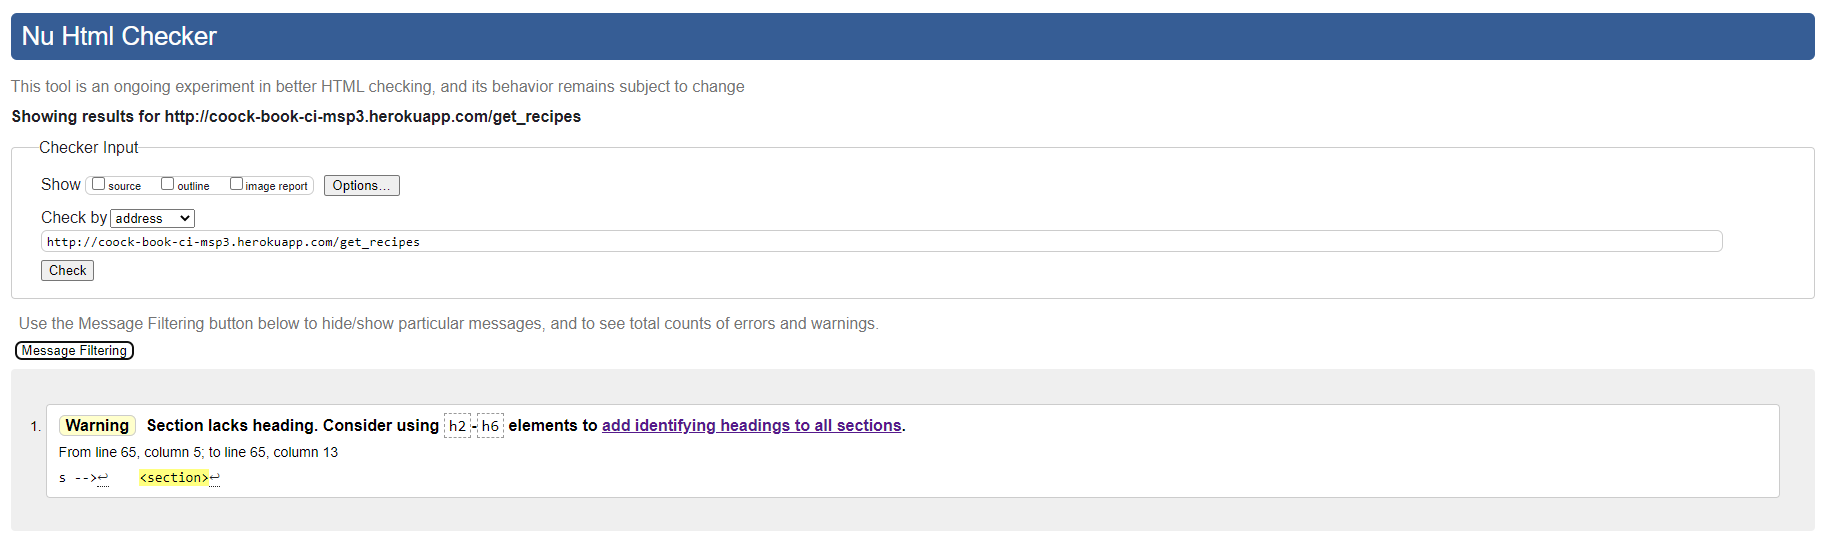 Nu Html Checker
This tool is an ongoing experiment in better HTML checking, and its behavior remains subject to change
Showing results for http://coock-book-ci-msp3.herokuapp.com/get_recipes
Checker Input
Show source outline image report Options...
Check by address
http://coock-book-ci-msp3.herokuapp.com/get_recipes
Check
Use the Message Filtering button below to hide/show particular messages, and to see total counts of errors and warnings.
Message Filtering
1. Warning Section lacks heading. Consider using h2-h6 elements to add identifying headings to all sections.
From line 65, column 5; to line 65, column 13
s -->↩ <section>↩